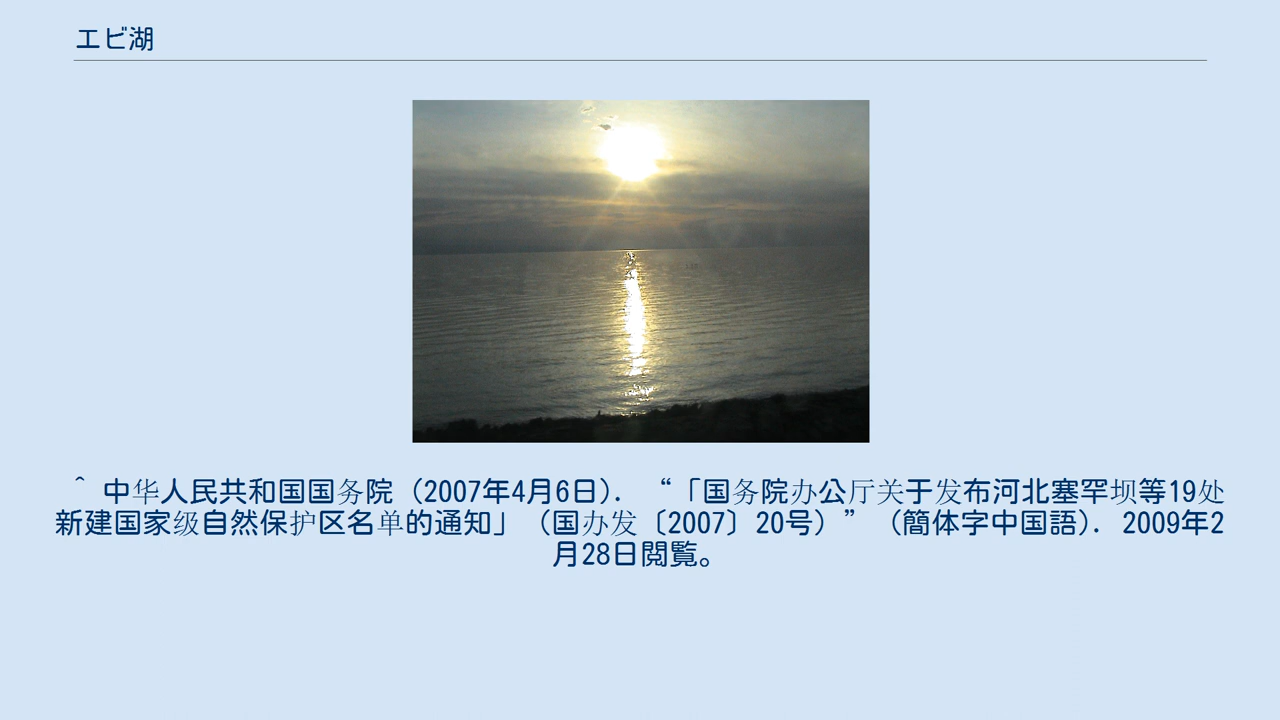 エビ湖
^ 中华人民共和国国务院（2007年4月6日）. “「国务院办公厅关于发布河北塞罕坝等19处
新建国家级自然保护区名单的通知」（国办发〔2007〕20号）” （簡体字中国語）. 2009年2
月28日閲覧。